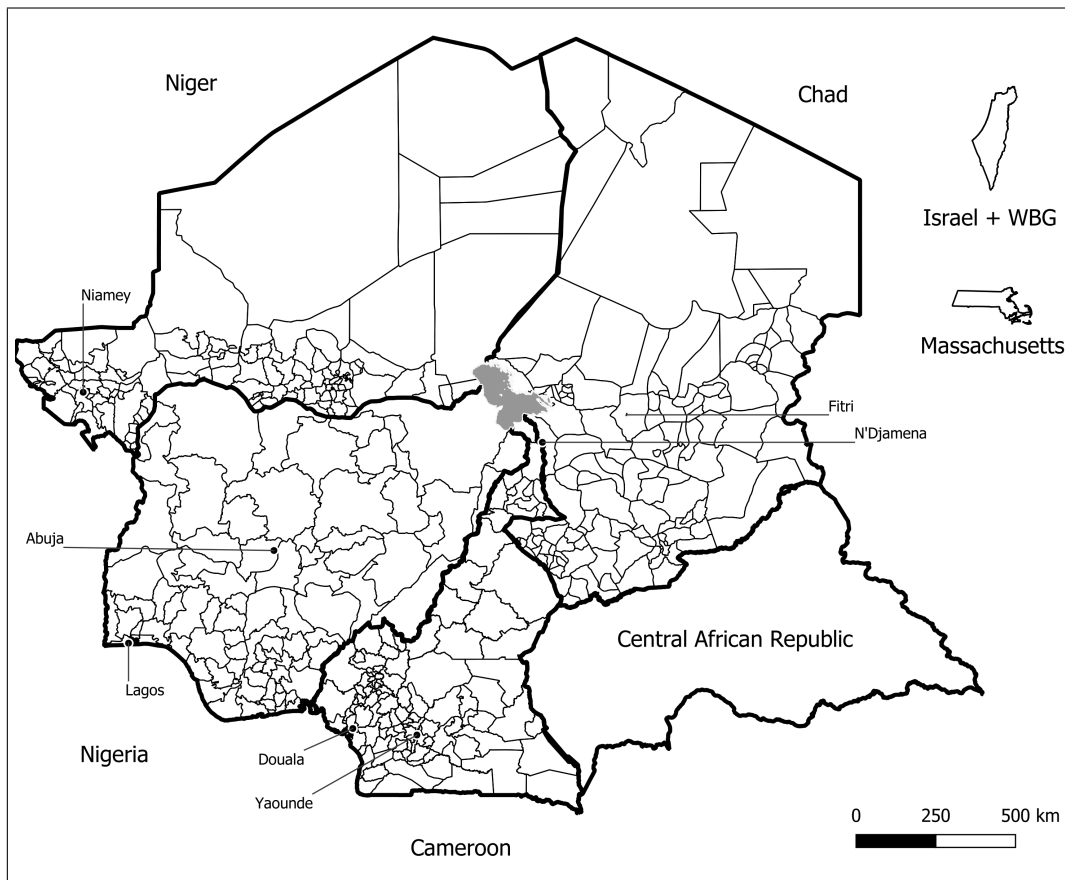 Niger
Chad
Israel + WBG
Niamey
Massachusetts
Fitri
N'Djamena
Abuja
Central African Republic
Lagos
Nigeria
Douala
Yaounde
0 250 500 km
Cameroon